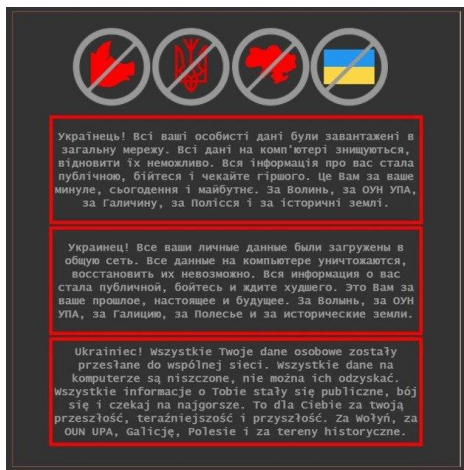 Українець! Всі ваші особисті дані були завантажені в
загальну мережу. Всі дані на комп'ютері знищуються,
відновити їх неможливо. Вся інформація про вас стала
публічною, бійтеся і чекайте гіршого. Це Вам за ваше
минуле, сьогодення і майбутнє. За Волинь, за ОУН УПА,
за Галичину, за Полісся і за історичні землі.
Украинец! Все ваши личные данные были загружены в
общую сеть. Все данные на компьютере уничтожаются,
восстановить их невозможно. Вся информация о вас
стала публичной, бойтесь и ждите худшего. Это Вам за
ваше прошлое, настоящее и будущее. За Волынь, за ОУН
УПА, за Галицию, за Полесье и за исторические земли.
Ukrainiec! Wszystkie Twoje dane osobowe zostały
przesłane do wspólnej sieci. Wszystkie dane na
komputerze są niszczone, nie można ich odzyskać.
Wszystkie informacje o Tobie stały się publiczne, bój
się i czekaj na najgorsze. To dla Ciebie za twoją
przeszłość, teraźniejszość i przyszłość. Za Wołyń, za
OUN UPA, Galicję, Polesie i za tereny historyczne.